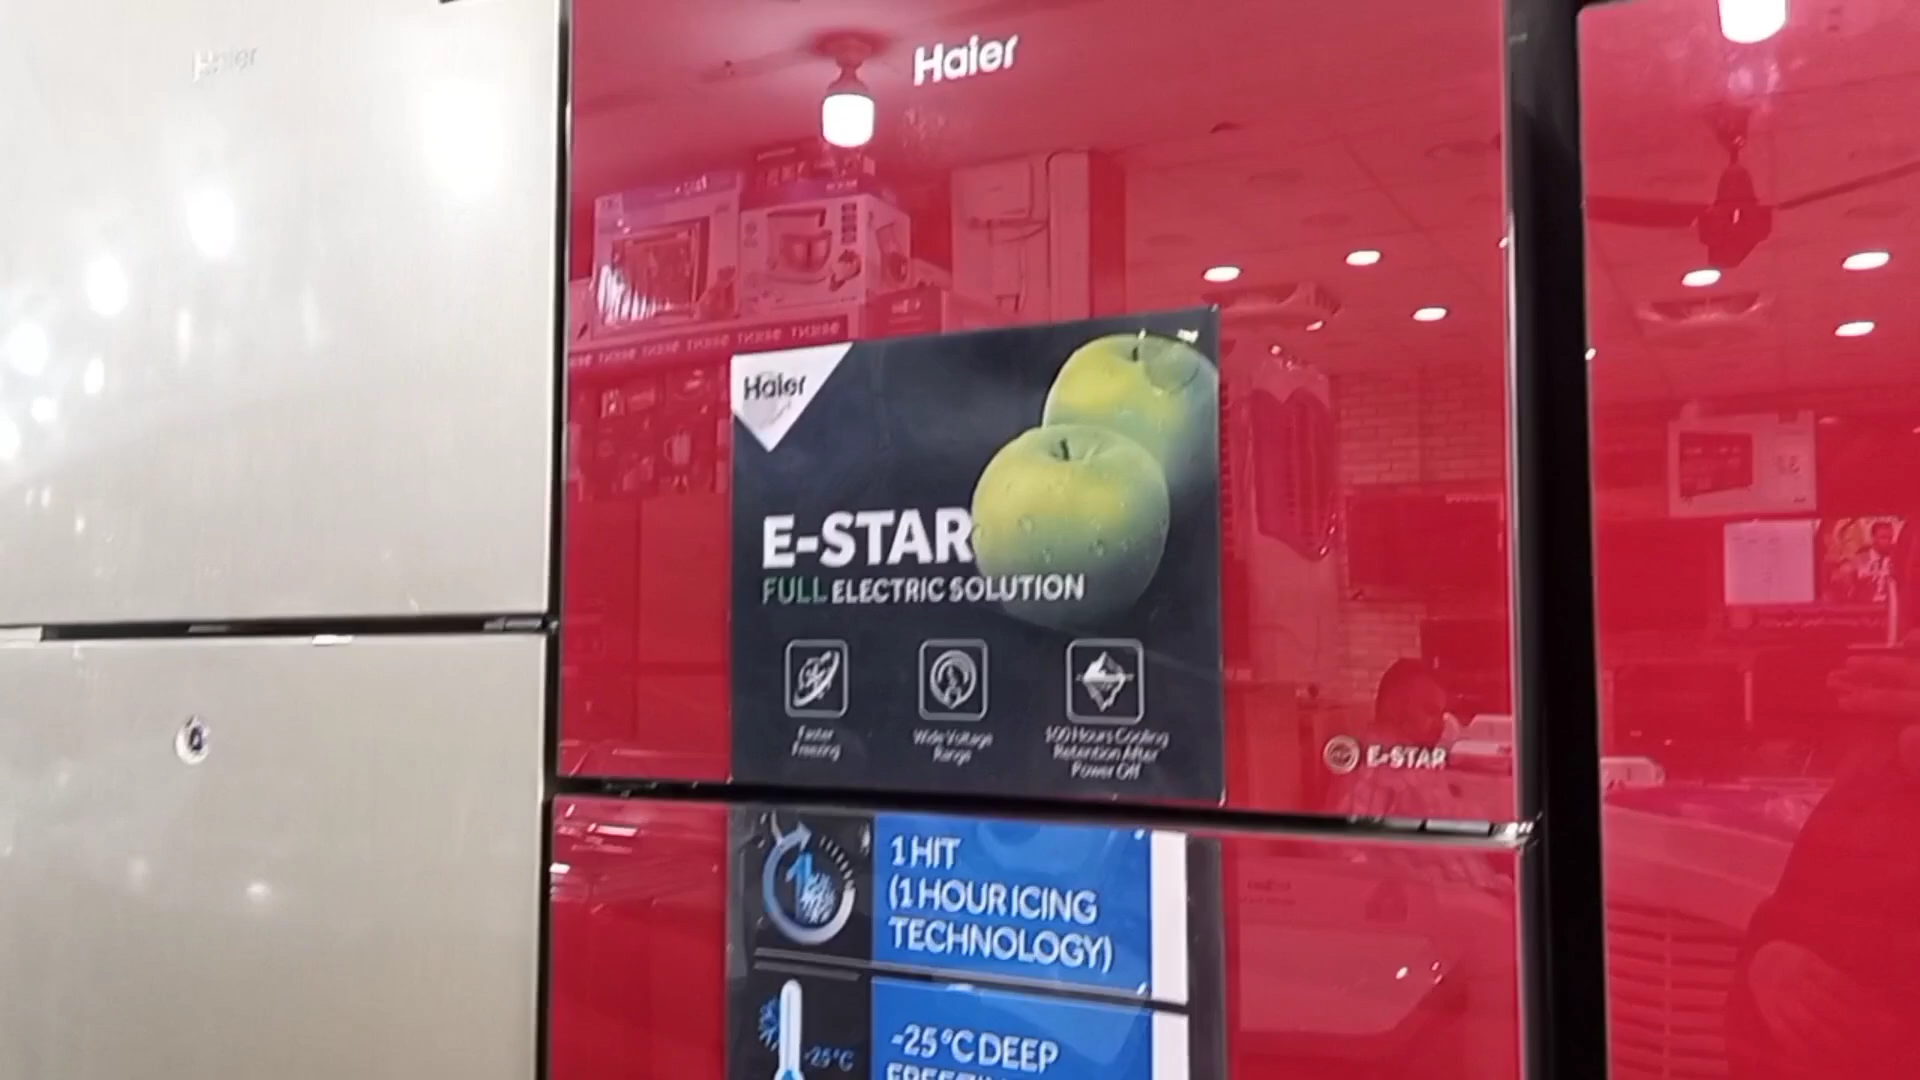 Haier
Haier
Haier
E-STAR
FULL ELECTRIC SOLUTION
Faster
Freezing
Wide Voltage
Range
100 Hours Cooling
Retention After
Power Off
E-STAR
1 HIT
(1 HOUR ICING
TECHNOLOGY)
-25°C
-25°C DEEP